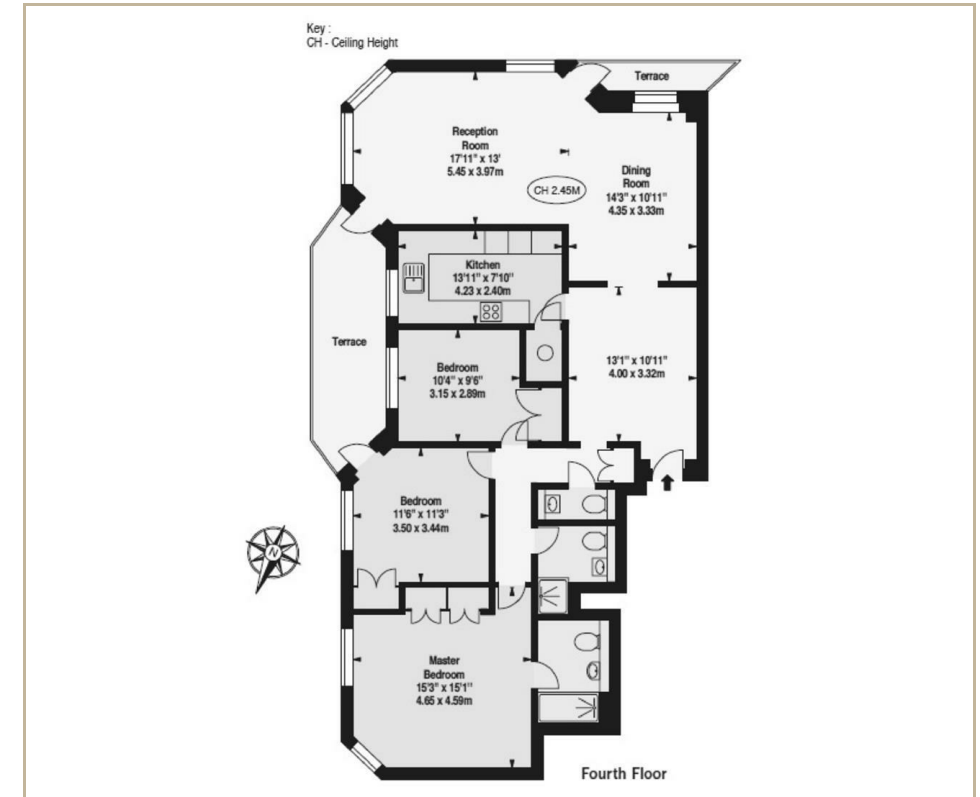 Key :
CH - Ceiling Height
Terrace
Reception
Room
17'11" x 13'
5.45 x 3.97m
CH 2.45M
Dining
Room
14'3" x 10'11"
4.35 x 3.33m
Kitchen
13'11" x 7'10"
4.23 x 2.40m
Terrace
Bedroom
10'4" x 9'6"
3.15 x 2.89m
13'1" x 10'11"
4.00 x 3.32m
Bedroom
11'6" x 11'3"
3.50 x 3.44m
N
Master
Bedroom
15'3" x 15'1"
4.65 x 4.59m
Fourth Floor